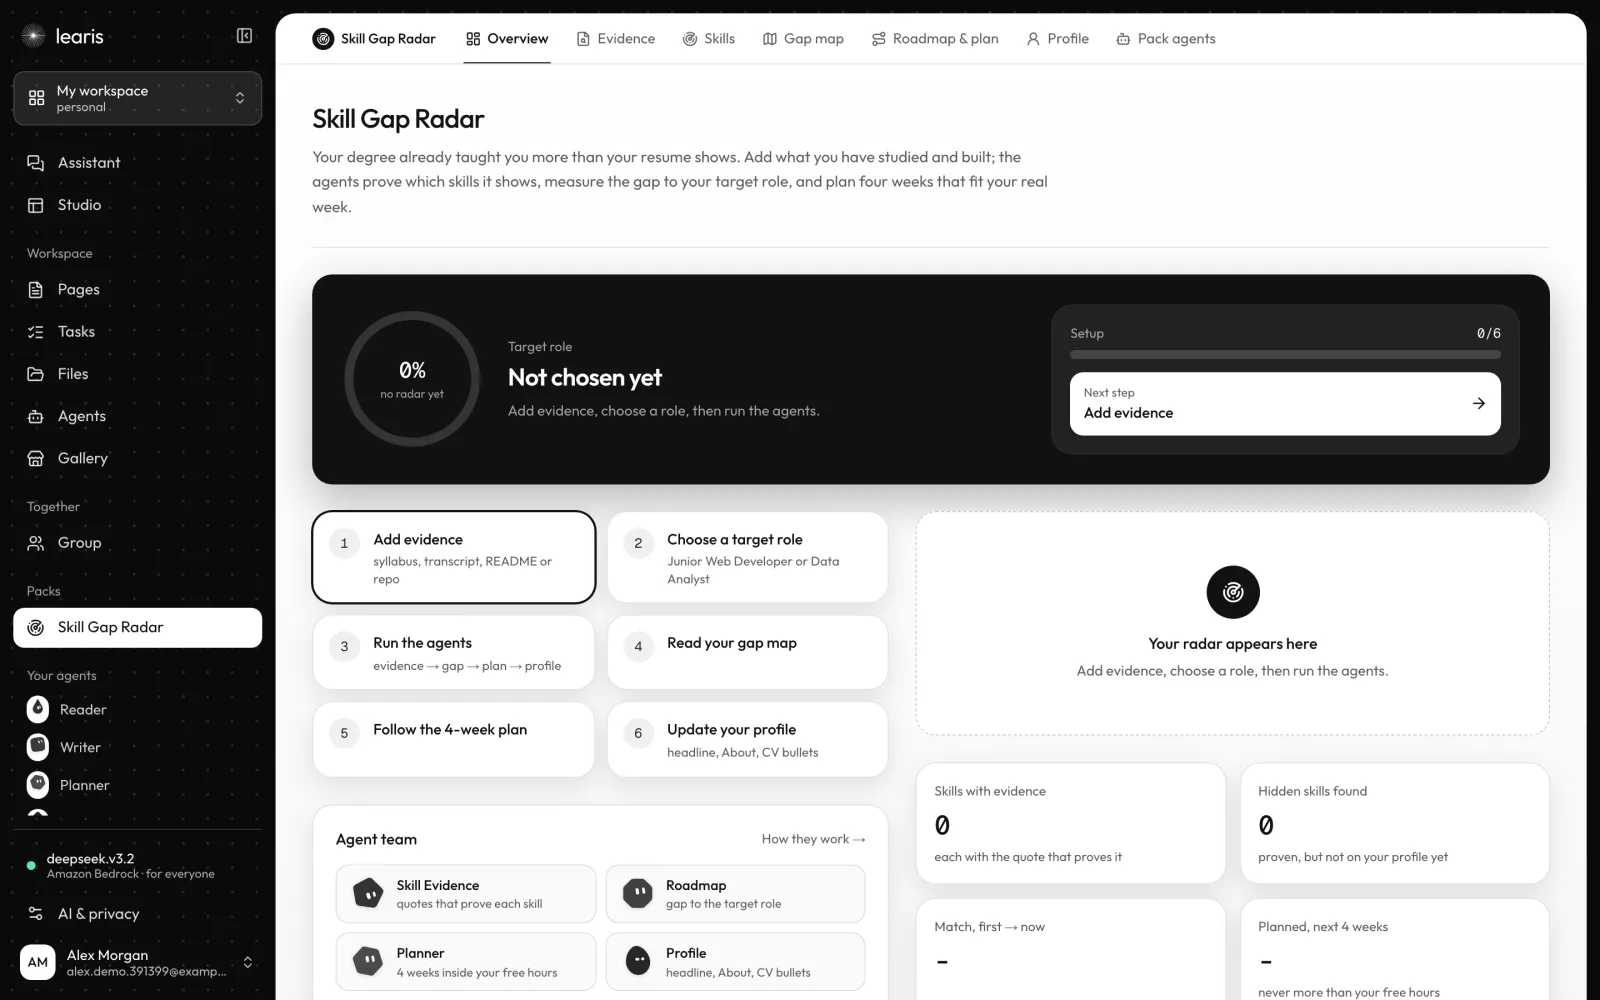 learis
My workspace
personal
Assistant
Studio
Workspace
Pages
Tasks
Files
Agents
Gallery
Together
Group
Packs
Skill Gap Radar
Your agents
Reader
Writer
Planner
deepseek.v3.2
Amazon Bedrock · for everyone
AI & privacy
AM
Alex Morgan
alex.demo.391399@examp...
Skill Gap Radar
Overview
Evidence
Skills
Gap map
Roadmap & plan
Profile
Pack agents
Skill Gap Radar
Your degree already taught you more than your resume shows. Add what you have studied and built; the
agents prove which skills it shows, measure the gap to your target role, and plan four weeks that fit your real
week.
0%
no radar yet
Target role
Not chosen yet
Add evidence, choose a role, then run the agents.
Setup
0/6
Next step
Add evidence
1
Add evidence
syllabus, transcript, README or
repo
2
Choose a target role
Junior Web Developer or Data
Analyst
3
Run the agents
evidence → gap → plan → profile
4
Read your gap map
5
Follow the 4-week plan
6
Update your profile
headline, About, CV bullets
Your radar appears here
Add evidence, choose a role, then run the agents.
Agent team
How they work →
Skill Evidence
quotes that prove each skill
Roadmap
gap to the target role
Planner
4 weeks inside your free hours
Profile
headline, About, CV bullets
Skills with evidence
0
each with the quote that proves it
Hidden skills found
0
proven, but not on your profile yet
Match, first → now
–
Planned, next 4 weeks
–
never more than your free hours